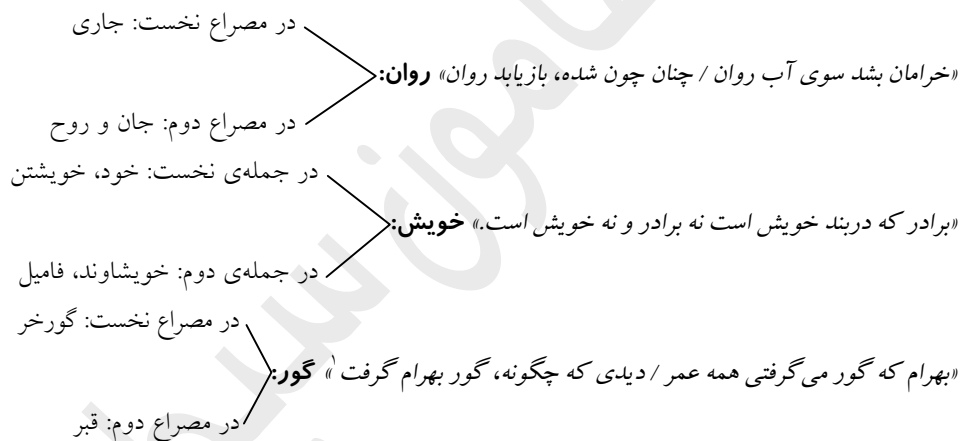 در مصراع نخست: جاری
«خرامان بشد سوی آب روان / چنان چون شده، بازیابد روان» روان:
در مصراع دوم: جان و روح
در جمله‌ی نخست: خود، خویشتن
«برادر که دربند خویش است نه برادر و نه خویش است.» خویش:
در جمله‌ی دوم: خویشاوند، فامیل
در مصراع نخست: گورخر
«بهرام که گور می‌گرفتی همه عمر / دیدی که چگونه، گور بهرام گرفت ۱» گور:
در مصراع دوم: قبر